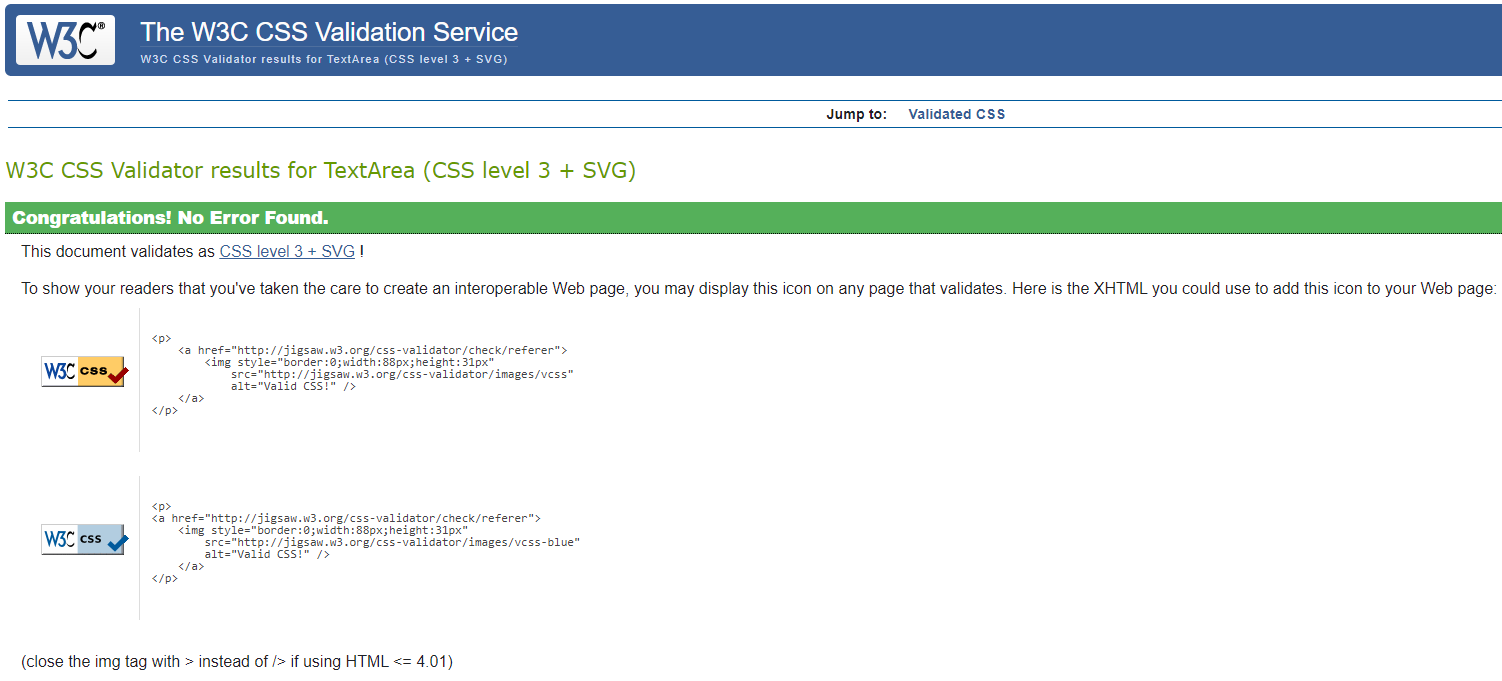 W3C®
The W3C CSS Validation Service
W3C CSS Validator results for TextArea (CSS level 3 + SVG)
Jump to: Validated CSS
W3C CSS Validator results for TextArea (CSS level 3 + SVG)
Congratulations! No Error Found.
This document validates as CSS level 3 + SVG !
To show your readers that you've taken the care to create an interoperable Web page, you may display this icon on any page that validates. Here is the XHTML you could use to add this icon to your Web page:
W3C css
<p>
<a href="http://jigsaw.w3.org/css-validator/check/referer">
<img style="border:0;width:88px;height:31px"
src="http://jigsaw.w3.org/css-validator/images/vcss"
alt="Valid CSS!" />
</a>
</p>
W3C css
<p>
<a href="http://jigsaw.w3.org/css-validator/check/referer">
<img style="border:0;width:88px;height:31px"
src="http://jigsaw.w3.org/css-validator/images/vcss-blue"
alt="Valid CSS!" />
</a>
</p>
(close the img tag with > instead of /> if using HTML <= 4.01)